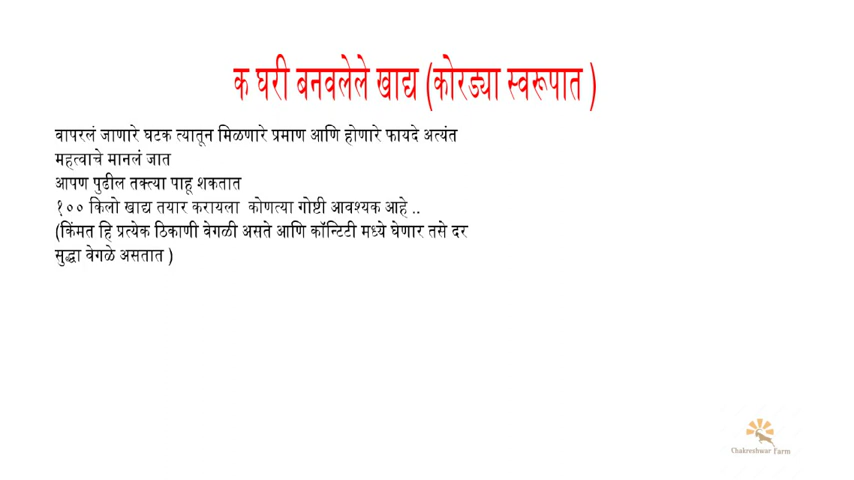 क घरी बनवलेले खाद्य (कोरड्या स्वरूपात )
वापरलं जाणारे घटक त्यातून मिळणारे प्रमाण आणि होणारे फायदे अत्यंत
महत्वाचे मानलं जात
आपण पुढील तक्त्या पाहू शकतात
१०० किलो खाद्य तयार करायला कोणत्या गोष्टी आवश्यक आहे ..
(किंमत हि प्रत्येक ठिकाणी वेगळी असते आणि कॉन्टिटी मध्ये घेणार तसे दर
सुद्धा वेगळे असतात )
Chakreshwar Farm